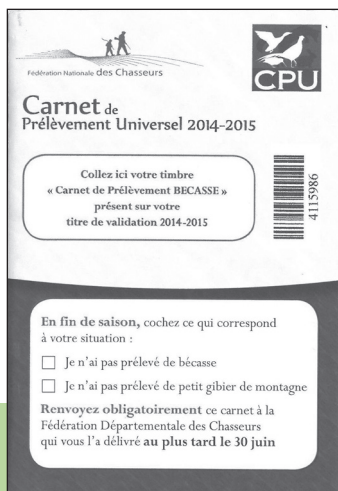 Fédération Nationale des Chasseurs
CPU
Carnet de
Prélèvement Universel 2014-2015
Collez ici votre timbre
« Carnet de Prélèvement BECASSE »
présent sur votre
titre de validation 2014-2015
4115986
En fin de saison, cochez ce qui correspond
à votre situation :
Je n'ai pas prélevé de bécasse
Je n'ai pas prélevé de petit gibier de montagne
Renvoyez obligatoirement ce carnet à la
Fédération Départementale des Chasseurs
qui vous l'a délivré au plus tard le 30 juin